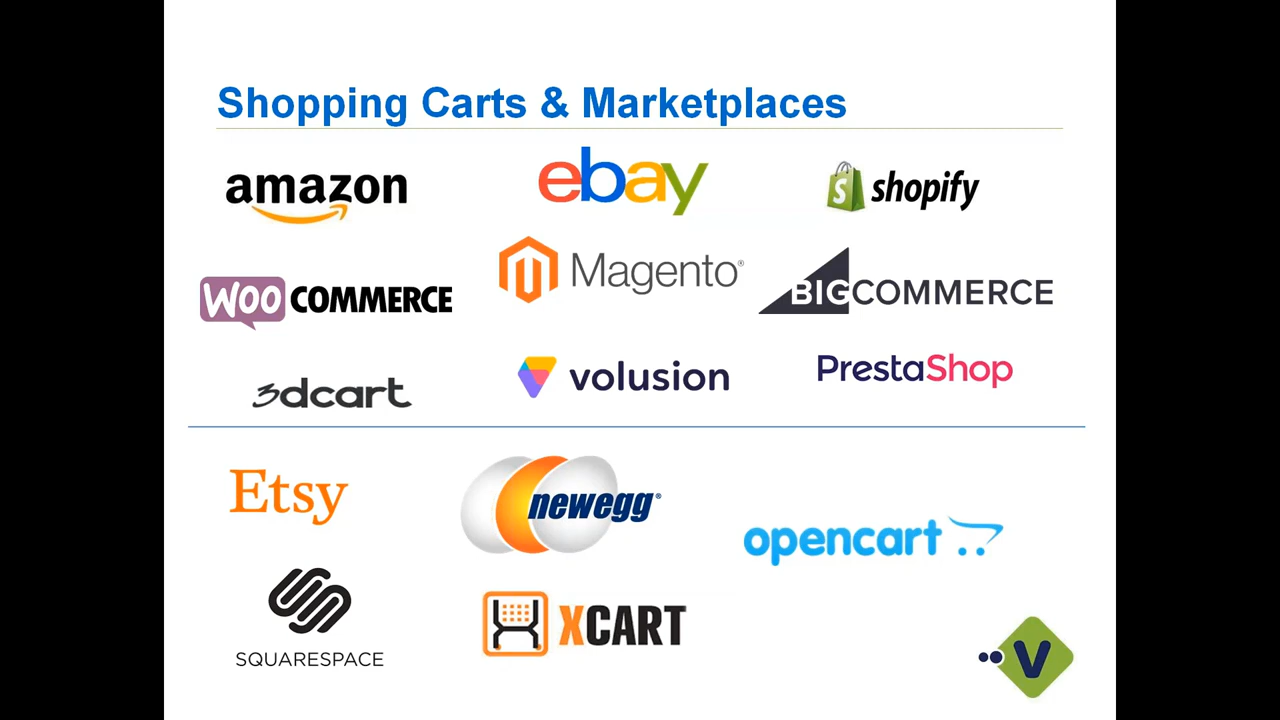 Shopping Carts & Marketplaces
amazon
ebay
shopify
WOO COMMERCE
Magento®
BIGCOMMERCE
3dcart
volusion
PrestaShop
Etsy
newegg®
opencart
SQUARESPACE
XCART
V